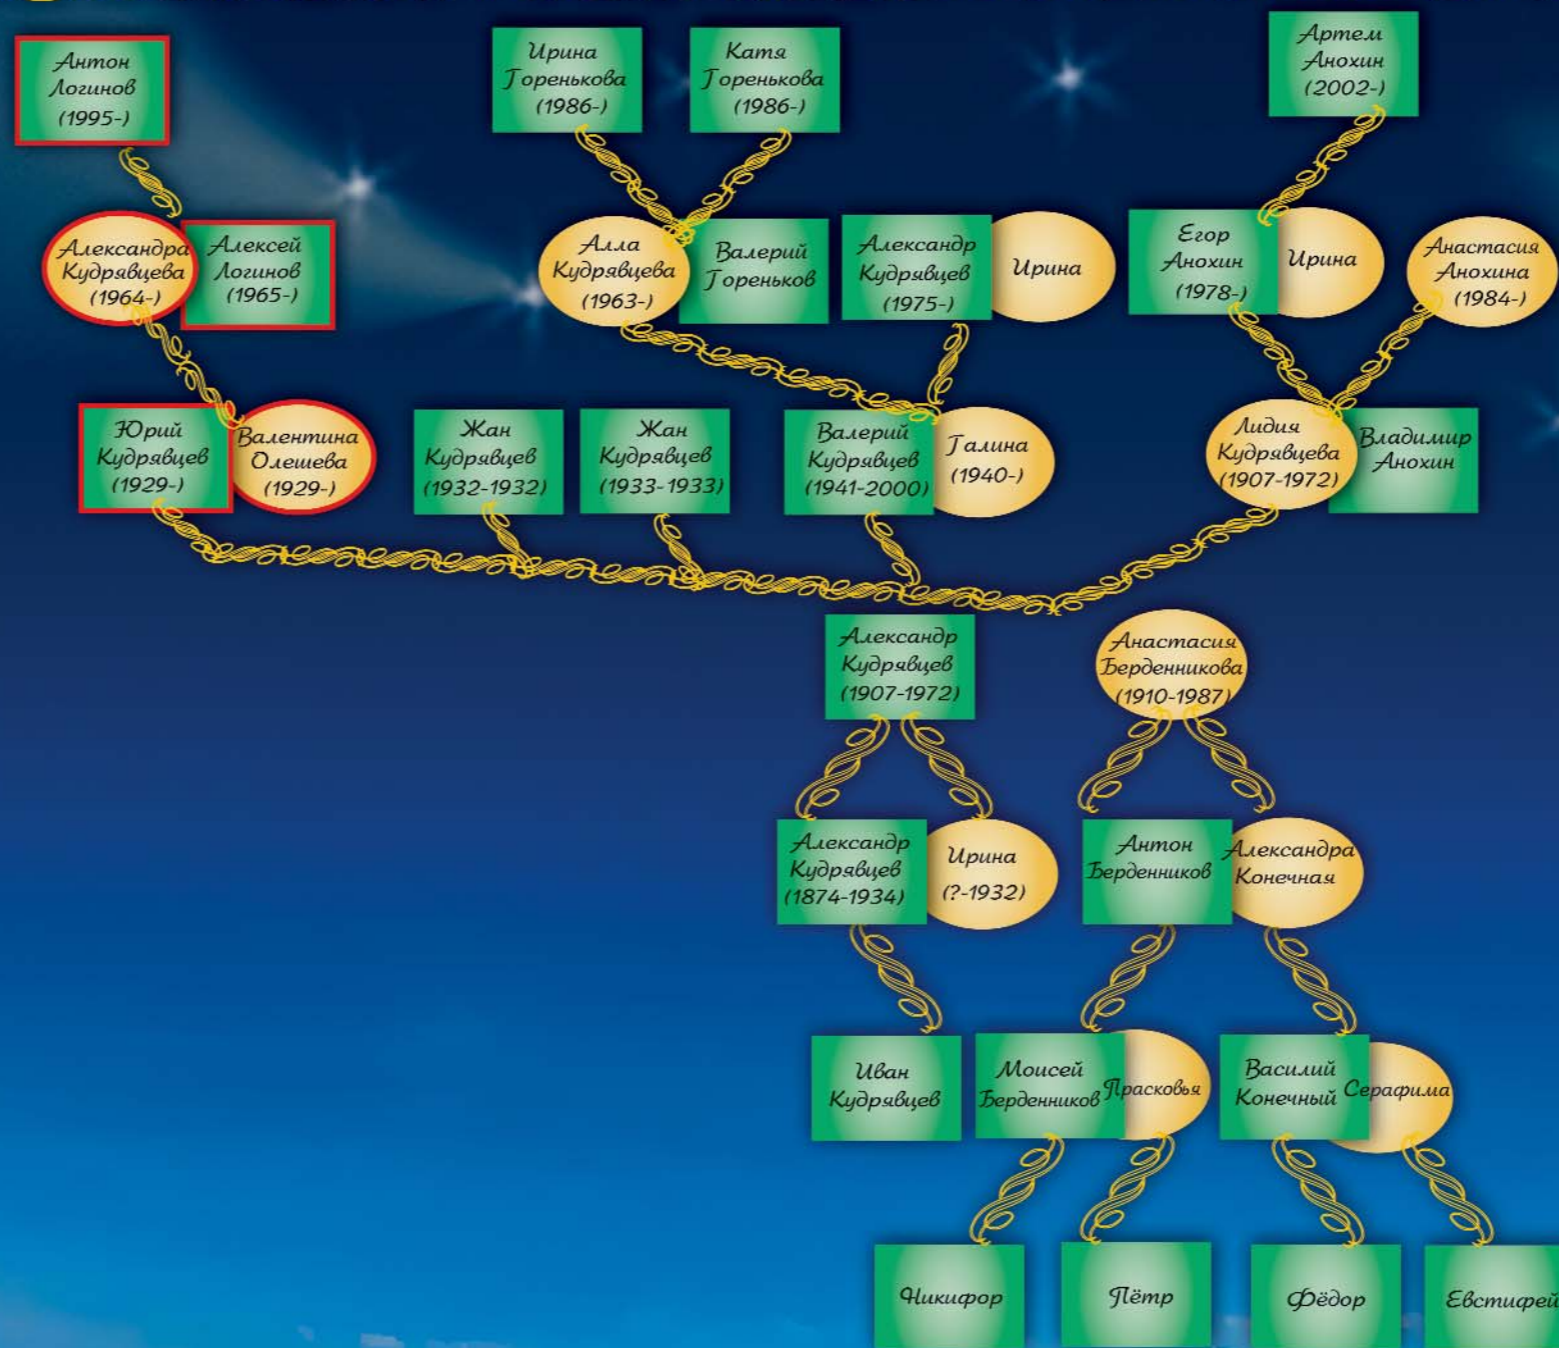 Антон
Логинов
(1995-)
Ирина
Горенькова
(1986-)
Катя
Горенькова
(1986-)
Артем
Анохин
(2002-)
Александра
Кудрявцева
(1964-)
Алексей
Логинов
(1965-)
Алла
Кудрявцева
(1963-)
Валерий
Гореньков
Александр
Кудрявцев
(1975-)
Ирина
Егор
Анохин
(1978-)
Ирина
Анастасия
Анохина
(1984-)
Юрий
Кудрявцев
(1929-)
Валентина
Олешева
(1929-)
Жан
Кудрявцев
(1932-1932)
Жан
Кудрявцев
(1933-1933)
Валерий
Кудрявцев
(1941-2000)
Галина
(1940-)
Лидия
Кудрявцева
(1907-1972)
Владимир
Анохин
Александр
Кудрявцев
(1907-1972)
Анастасия
Берденникова
(1910-1987)
Александр
Кудрявцев
(1874-1934)
Ирина
(?-1932)
Антон
Берденников
Александра
Конечная
Иван
Кудрявцев
Моисей
Берденников
Прасковья
Василий
Конечный
Серафима
Никифор
Пётр
Фёдор
Евстифей